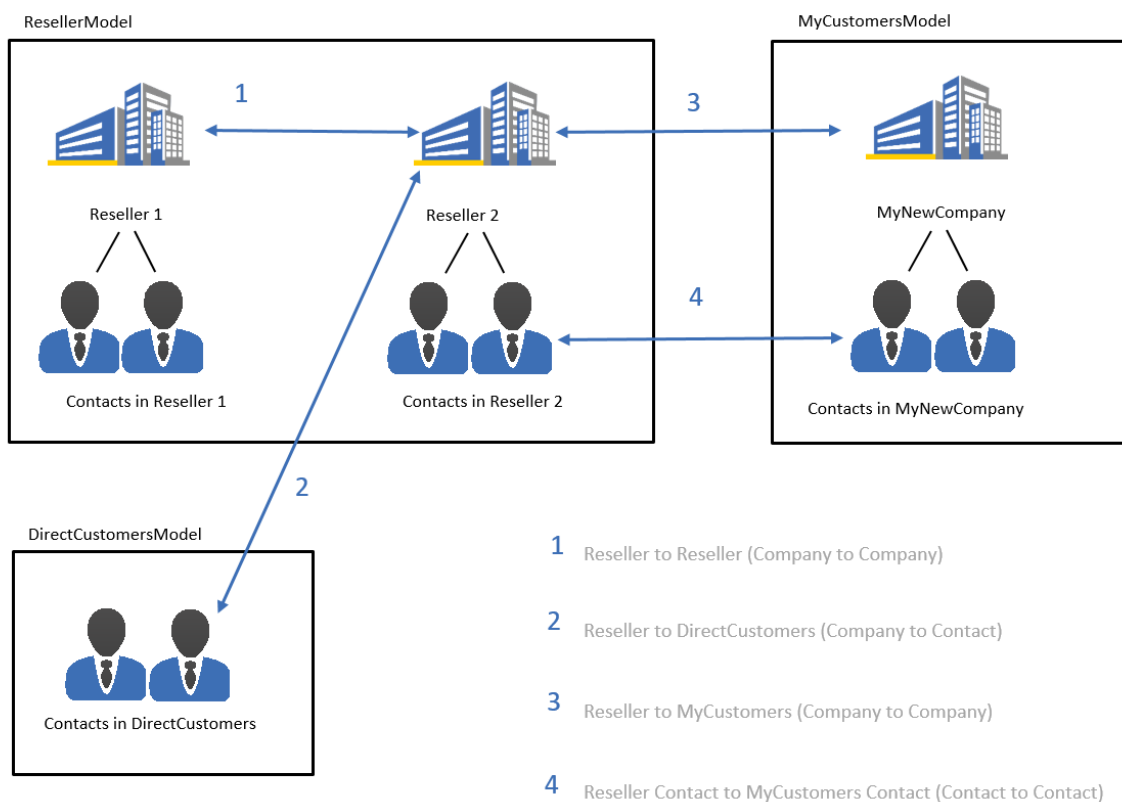 ResellerModel
MyCustomersModel
1
3
Reseller 1
Reseller 2
MyNewCompany
4
Contacts in Reseller 1
Contacts in Reseller 2
Contacts in MyNewCompany
2
DirectCustomersModel
Contacts in DirectCustomers
1 Reseller to Reseller (Company to Company)
2 Reseller to DirectCustomers (Company to Contact)
3 Reseller to MyCustomers (Company to Company)
4 Reseller Contact to MyCustomers Contact (Contact to Contact)